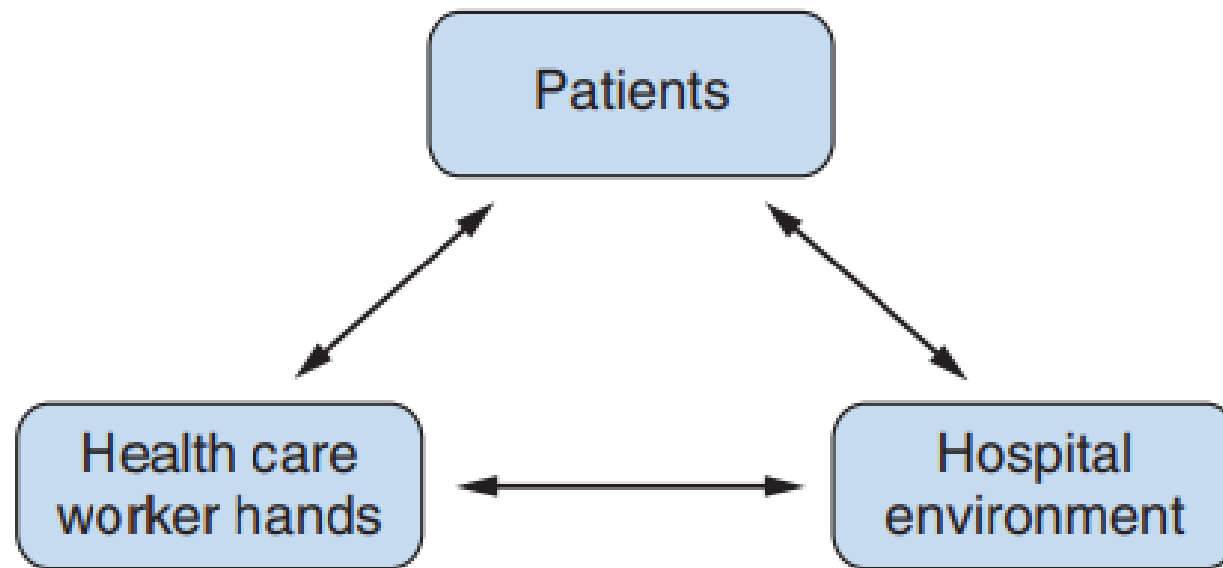 Patients
Health care
worker hands
Hospital
environment